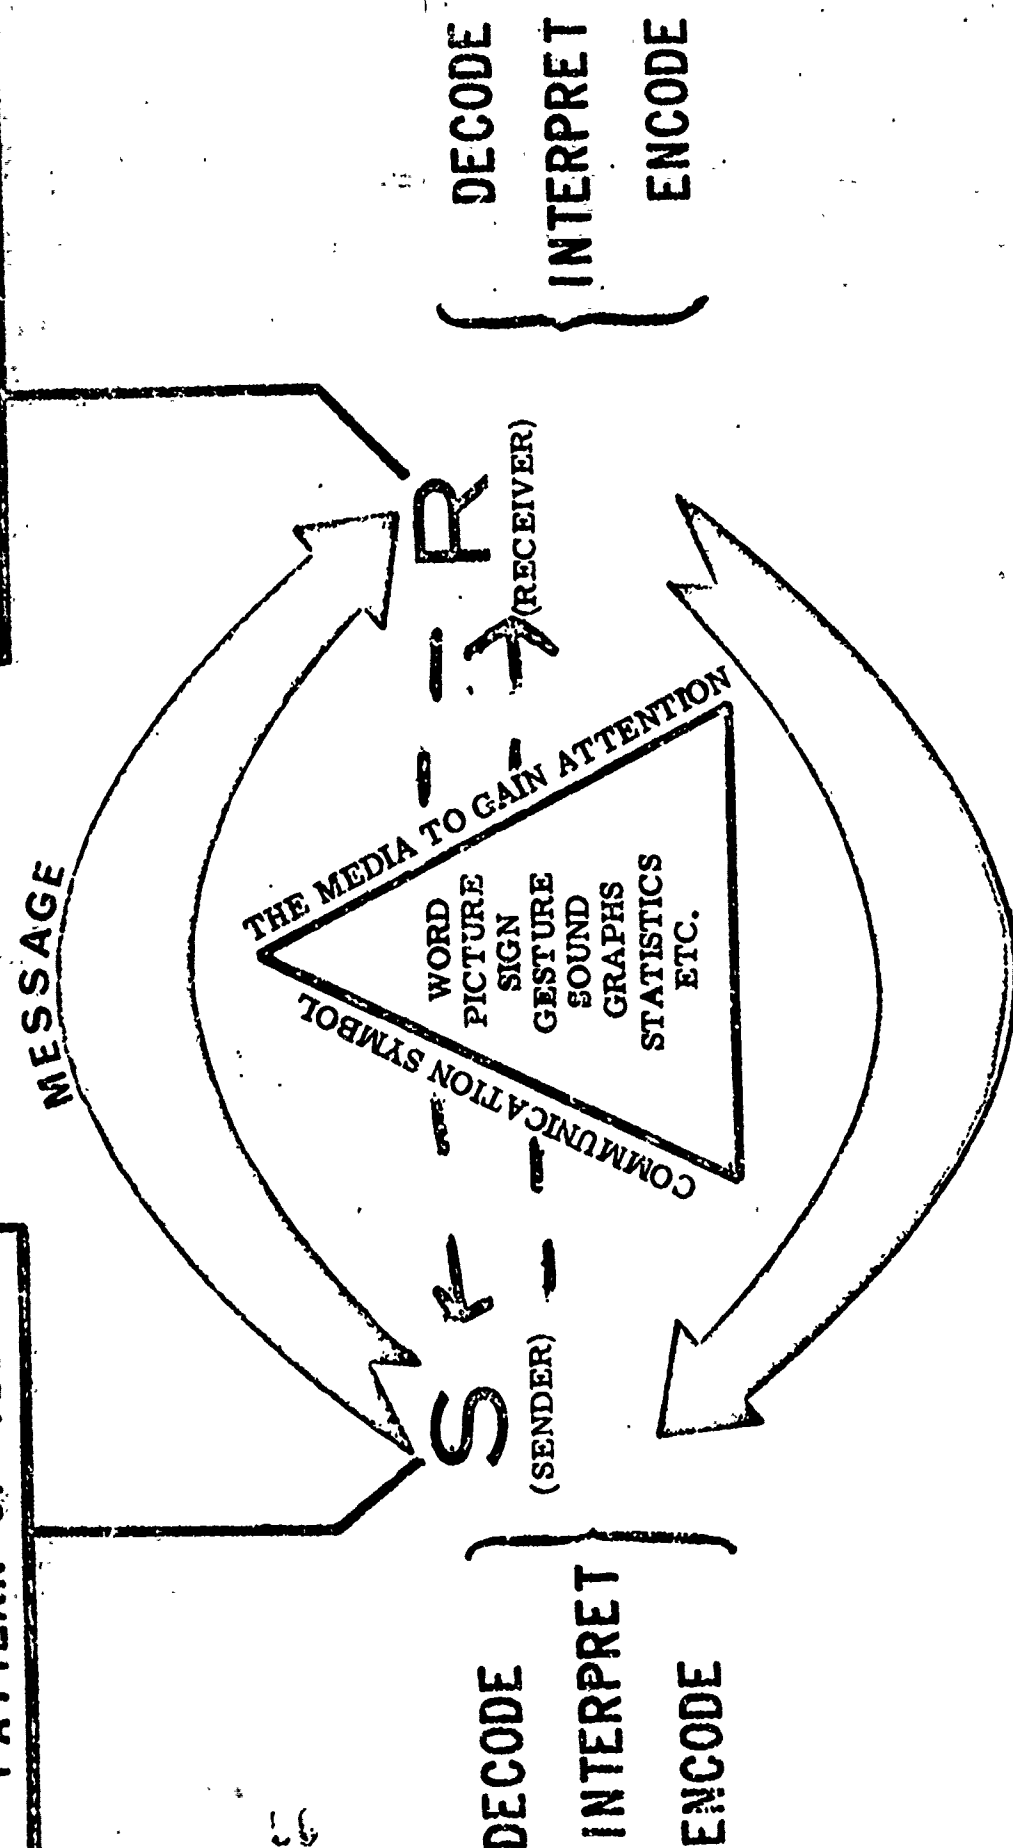 MESSAGE
THE MEDIA TO GAIN ATTENTION
COMMUNICATION SYMBOL
WORD
PICTURE
SIGN
GESTURE
SOUND
GRAPHS
STATISTICS
ETC.
S
(SENDER)
R
(RECEIVER)
DECODE
INTERPRET
ENCODE
DECODE
INTERPRET
ENCODE